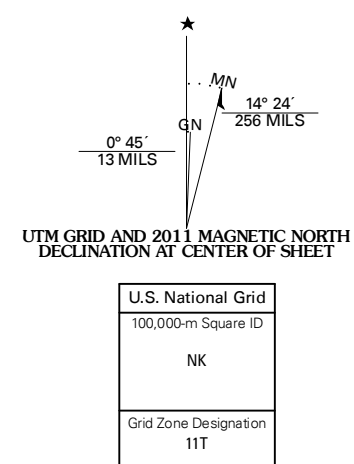 MN
GN
14° 24´
256 MILS
0° 45´
13 MILS
UTM GRID AND 2011 MAGNETIC NORTH
DECLINATION AT CENTER OF SHEET
U.S. National Grid
100,000-m Square ID
NK
Grid Zone Designation
11T